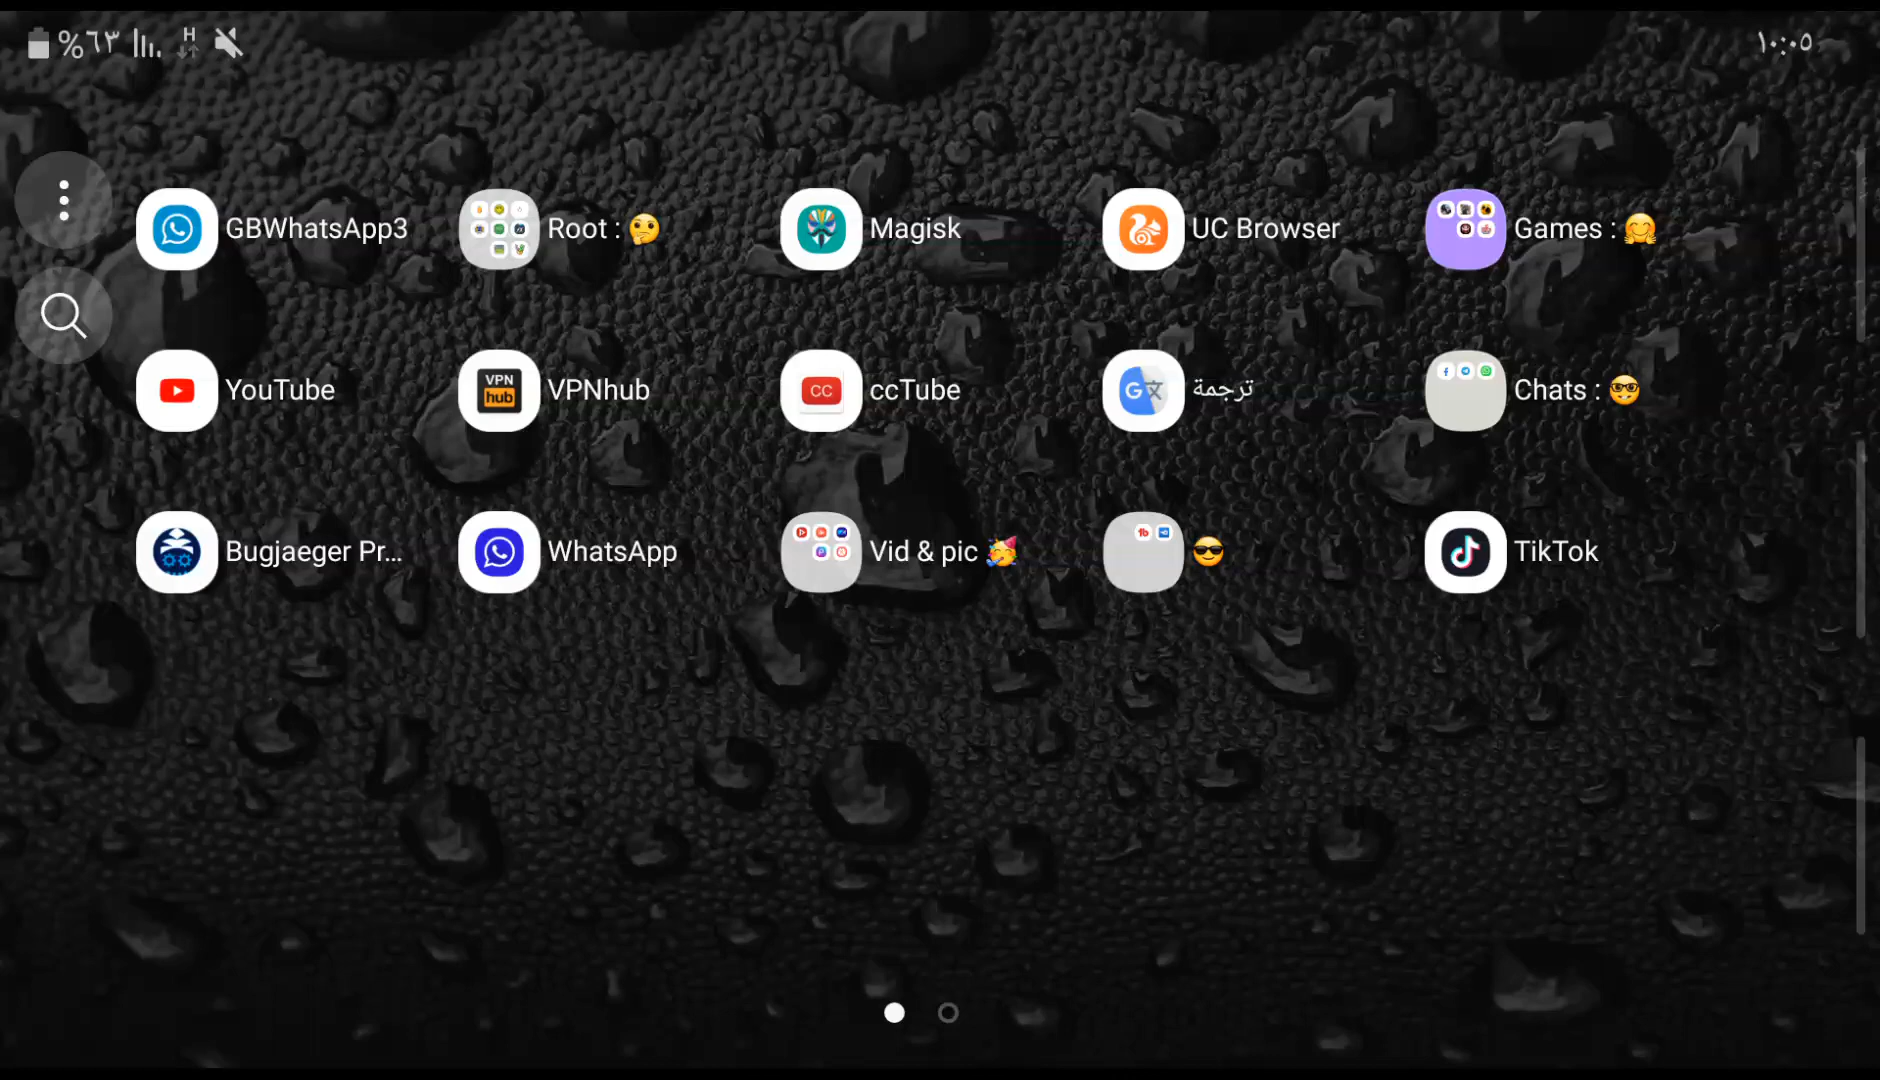 %٦٣ H ١٠:٠٥
GBWhatsApp3 Root : 🤔 Magisk UC Browser Games : 🤗
YouTube VPN hub VPNhub CC ccTube G ترجمة Chats : 🤓
Bugjaeger Pr... WhatsApp Vid & pic 🥳 😎 TikTok